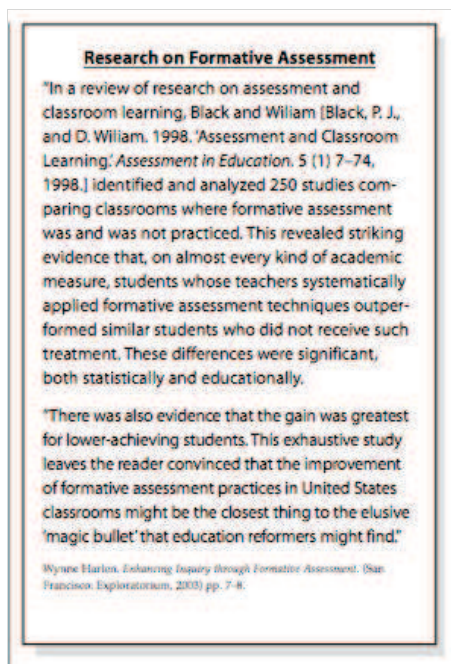 Research on Formative Assessment
"In a review of research on assessment and
classroom learning, Black and Wiliam [Black, P. J.,
and D. Wiliam. 1998. 'Assessment and Classroom
Learning.' Assessment in Education. 5 (1) 7–74,
1998.] identified and analyzed 250 studies com-
paring classrooms where formative assessment
was and was not practiced. This revealed striking
evidence that, on almost every kind of academic
measure, students whose teachers systematically
applied formative assessment techniques outper-
formed similar students who did not receive such
treatment. These differences were significant,
both statistically and educationally.
"There was also evidence that the gain was greatest
for lower-achieving students. This exhaustive study
leaves the reader convinced that the improvement
of formative assessment practices in United States
classrooms might be the closest thing to the elusive
'magic bullet' that education reformers might find."
Wynne Harlen. Enhancing Inquiry through Formative Assessment. (San
Francisco: Exploratorium, 2003) pp. 7–8.